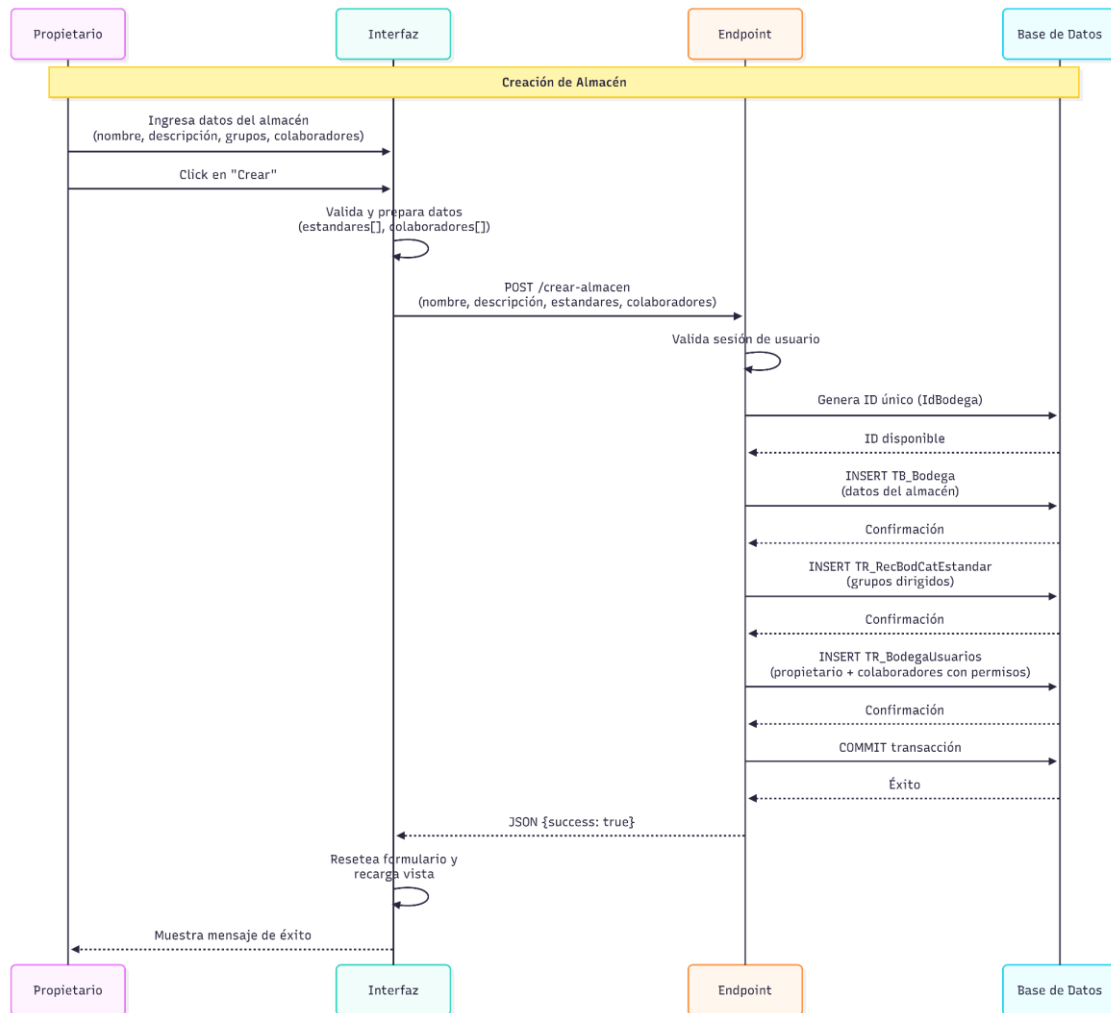 Propietario
Interfaz
Endpoint
Base de Datos
Creación de Almacén
Ingresa datos del almacén
(nombre, descripción, grupos, colaboradores)
Click en "Crear"
Valida y prepara datos
(estandares[], colaboradores[])
POST /crear-almacen
(nombre, descripción, estandares, colaboradores)
Valida sesión de usuario
Genera ID único (IdBodega)
ID disponible
INSERT TB_Bodega
(datos del almacén)
Confirmación
INSERT TR_RecBodCatEstandar
(grupos dirigidos)
Confirmación
INSERT TR_BodegaUsuarios
(propietario + colaboradores con permisos)
Confirmación
COMMIT transacción
Éxito
JSON {success: true}
Resetea formulario y
recarga vista
Muestra mensaje de éxito
Propietario
Interfaz
Endpoint
Base de Datos